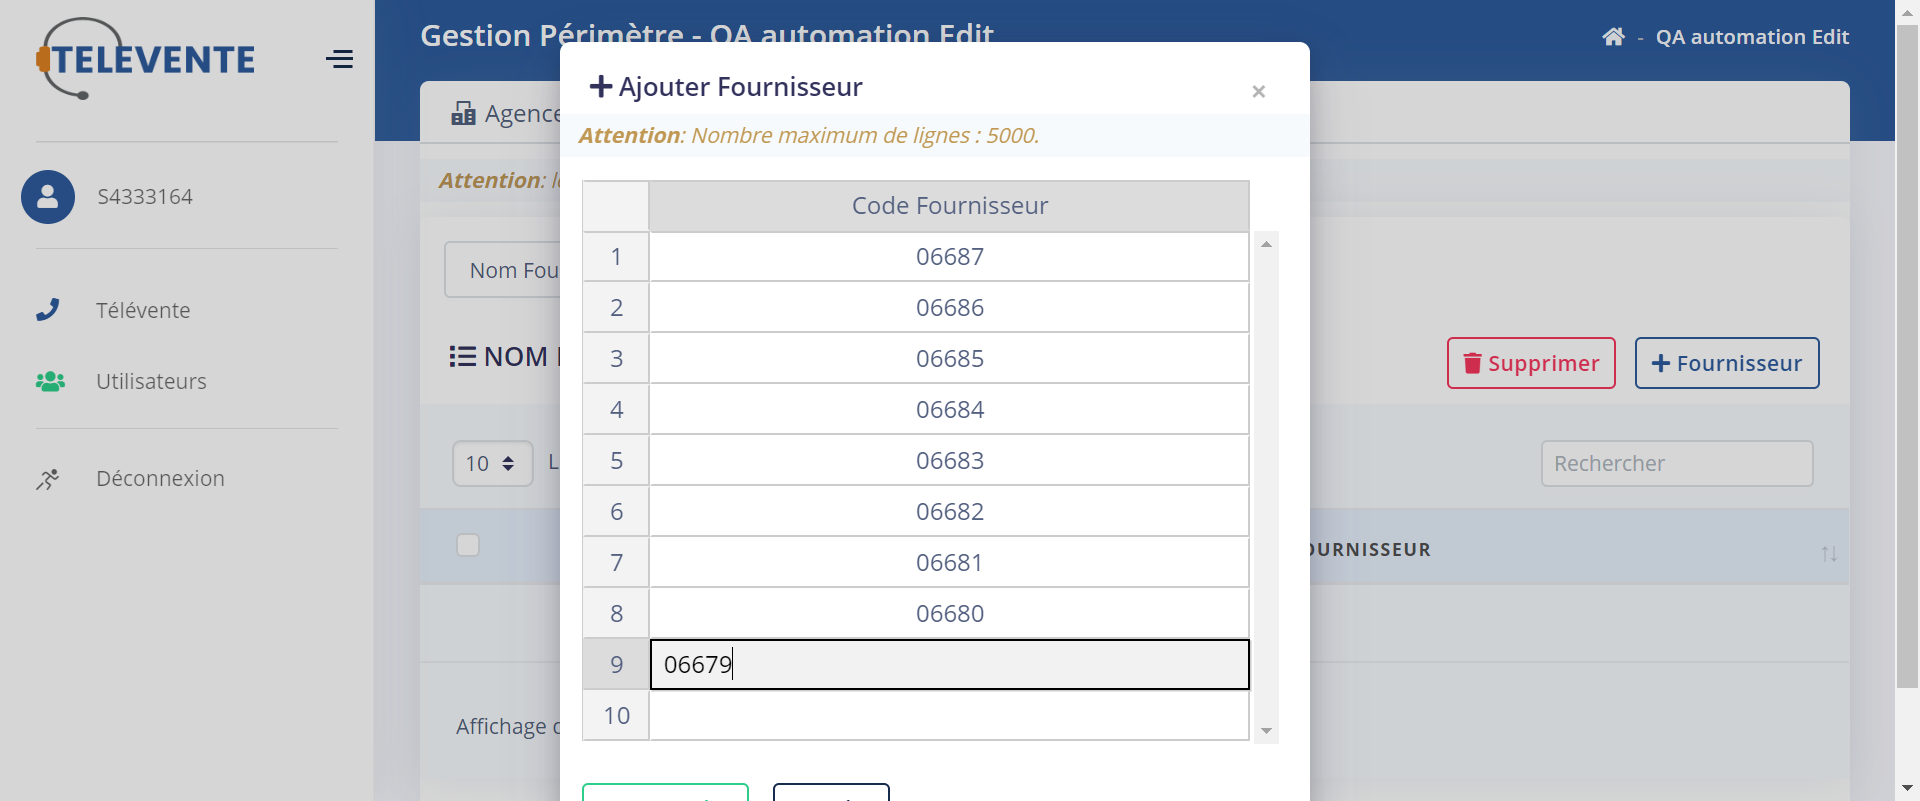 TELEVENTE
S4333164
Télévente
Utilisateurs
Déconnexion
Gestion Périmètre - QA automation Edit
- QA automation Edit
Agence
Attention:
Nom
NOM
Supprimer
Fournisseur
10
Rechercher
Affichage
Ajouter Fournisseur
×
Attention: Nombre maximum de lignes : 5000.
Code Fournisseur
1 06687
2 06686
3 06685
4 06684
5 06683
6 06682
7 06681
8 06680
9 06679
10